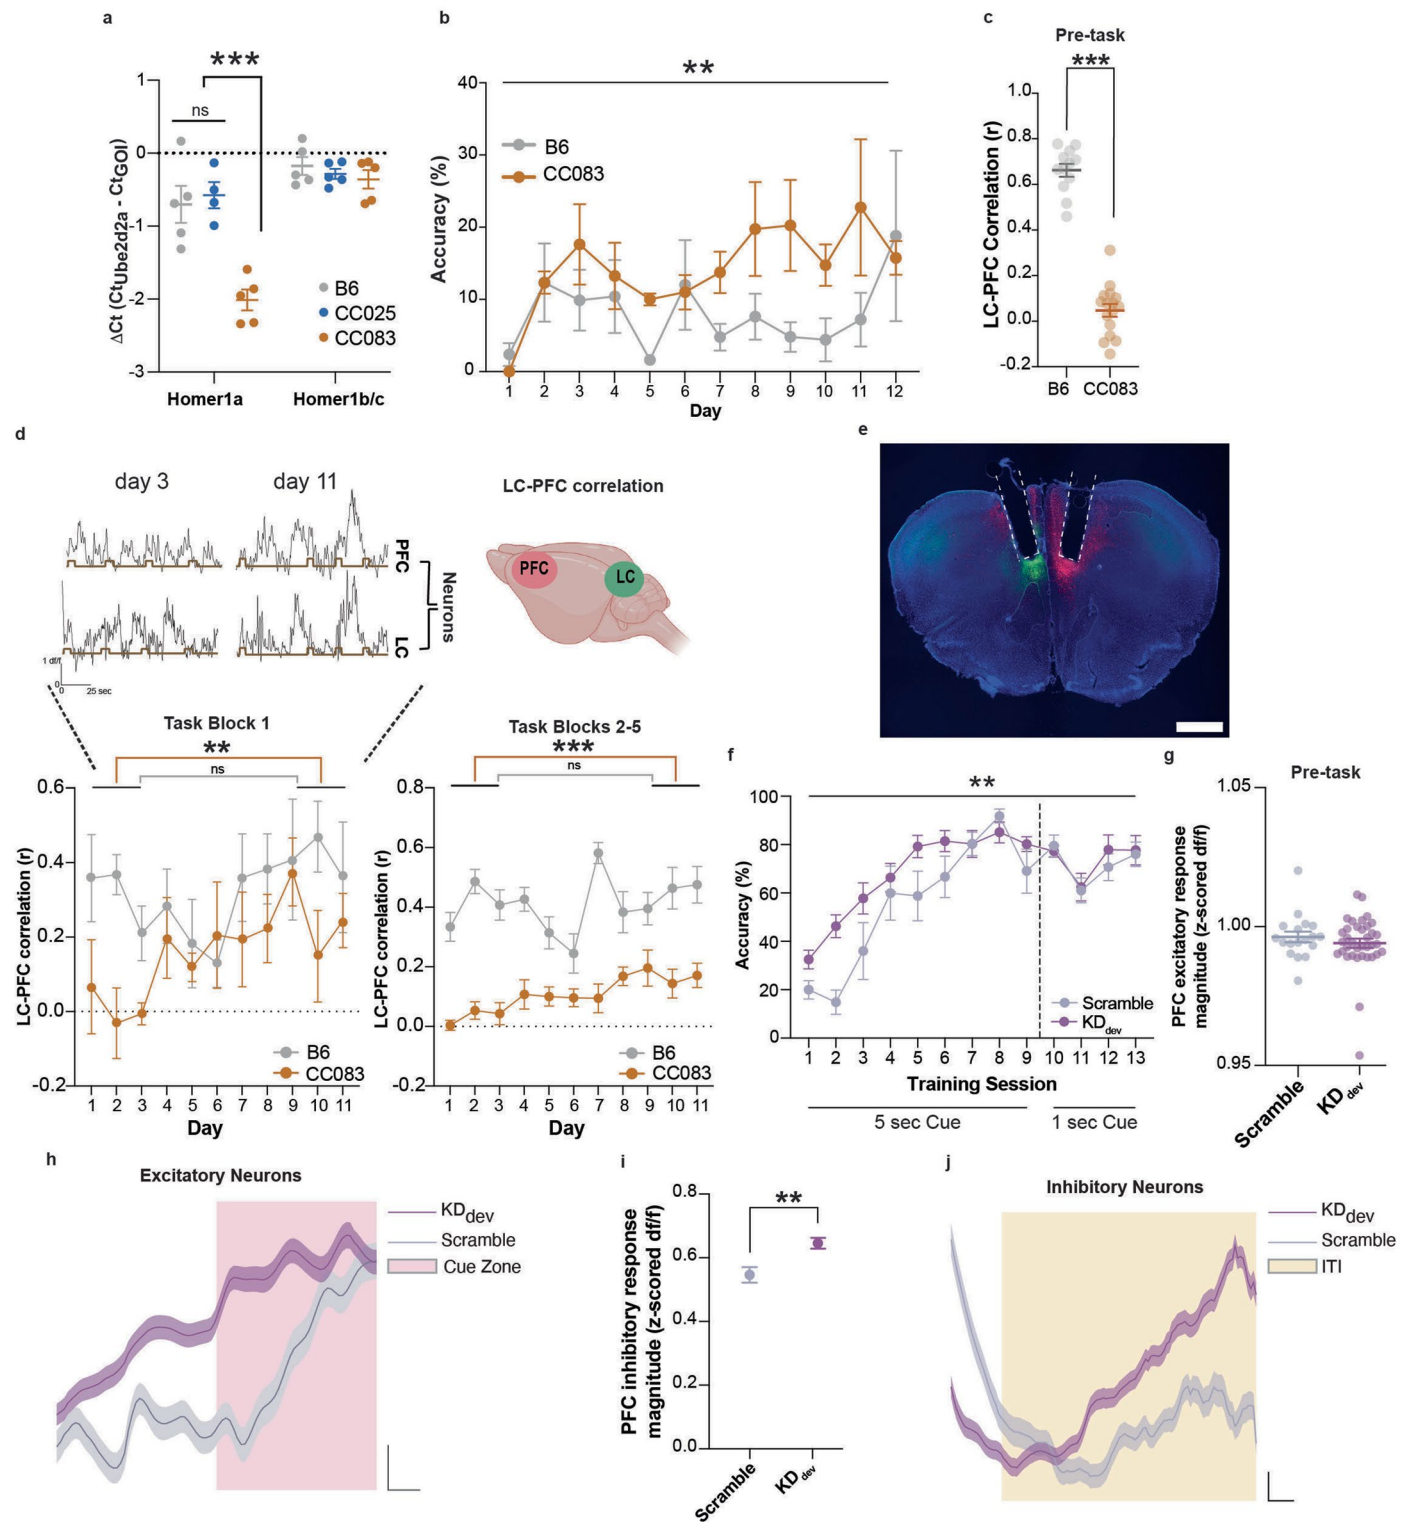 a
***
ns
ΔCt (CtUbe2d2a - CtGOI)
1
0
-1
-2
-3
B6
CC025
CC083
Homer1a
Homer1b/c
b
**
Accuracy (%)
40
30
20
10
0
B6
CC083
1 2 3 4 5 6 7 8 9 10 11 12
Day
c
Pre-task
***
LC-PFC Correlation (r)
1.0
0.8
0.6
0.4
0.2
0.0
-0.2
B6 CC083
d
day 3
day 11
PFC
LC
Neurons
1 df/f
0
0 25 sec
LC-PFC correlation
PFC
LC
Task Block 1
**
ns
LC-PFC correlation (r)
0.6
0.4
0.2
0.0
-0.2
B6
CC083
1 2 3 4 5 6 7 8 9 10 11
Day
Task Blocks 2-5
***
ns
LC-PFC correlation (r)
0.8
0.6
0.4
0.2
0.0
-0.2
B6
CC083
1 2 3 4 5 6 7 8 9 10 11
Day
e
f
**
Accuracy (%)
100
80
60
40
20
0
Scramble
KDdev
1 2 3 4 5 6 7 8 9 10 11 12 13
Training Session
5 sec Cue
1 sec Cue
g
Pre-task
PFC excitatory response
magnitude (z-scored df/f)
1.05
1.00
0.95
Scramble
KDdev
h
Excitatory Neurons
KDdev
Scramble
Cue Zone
i
**
PFC inhibitory response
magnitude (z-scored df/f)
0.8
0.6
0.4
0.2
0.0
Scramble
KDdev
j
Inhibitory Neurons
KDdev
Scramble
ITI